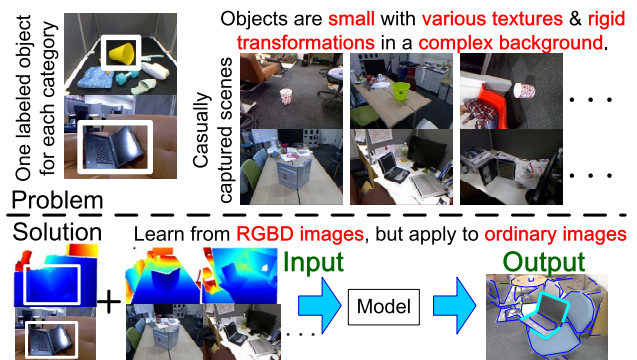 Objects are small with various textures & rigid
transformations in a complex background.
One labeled object
for each category
Casually
captured scenes
. . .
. . .
Problem
Solution
Learn from RGBD images, but apply to ordinary images
Input
Output
+
. . .
Model